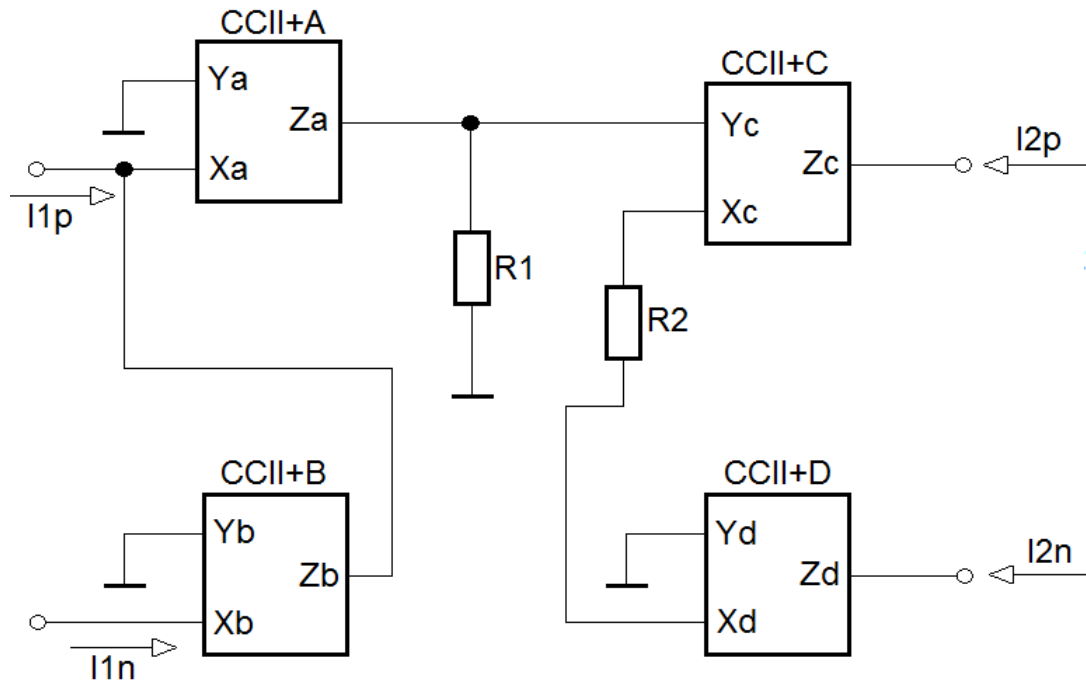 CCII+A
Ya
Za
Xa
I1p
CCII+C
Yc
Zc
Xc
I2p
R1
R2
CCII+B
Yb
Zb
Xb
I1n
CCII+D
Yd
Zd
Xd
I2n